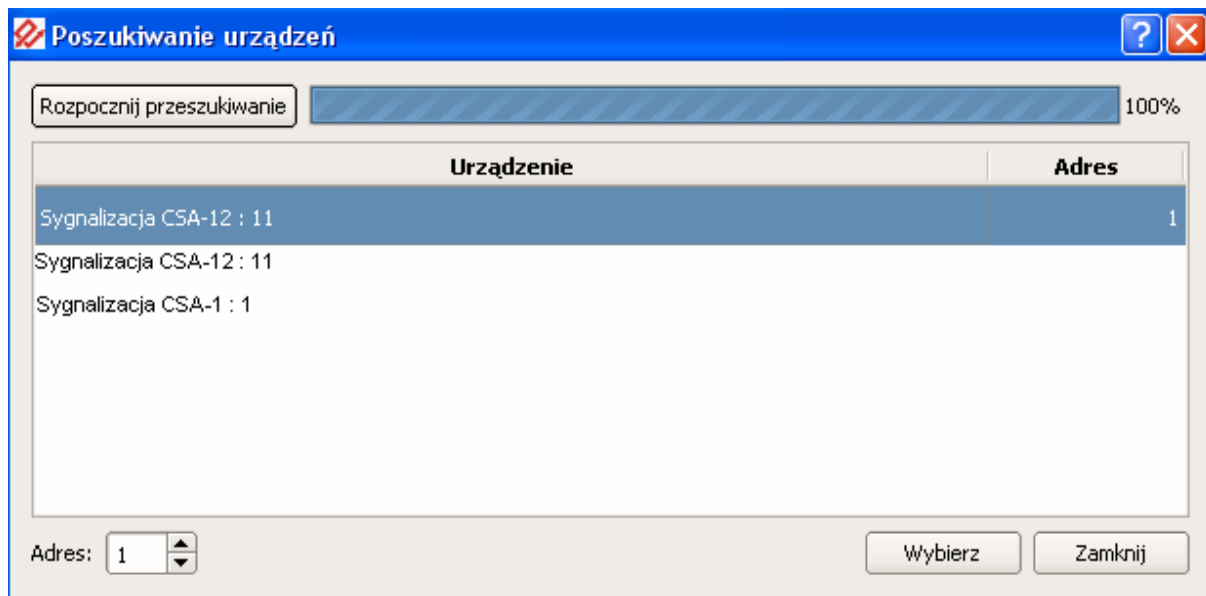 Poszukiwanie urządzeń
Rozpocznij przeszukiwanie 100%
Urządzenie Adres
Sygnalizacja CSA-12 : 11 1
Sygnalizacja CSA-12 : 11
Sygnalizacja CSA-1 : 1
Adres: 1 Wybierz Zamknij